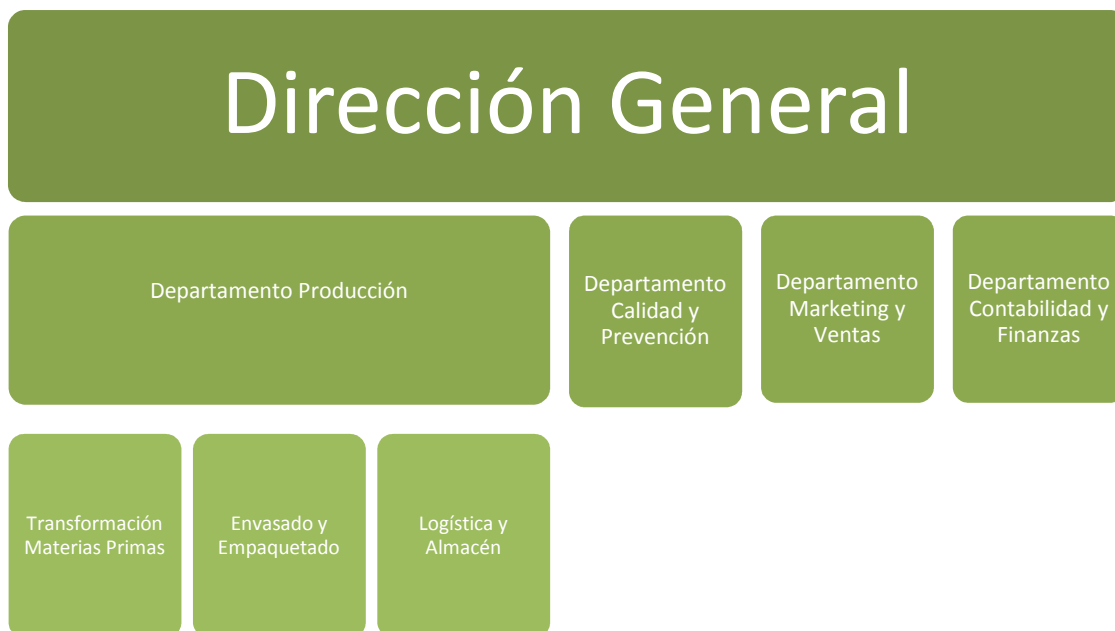 Dirección General
Departamento Producción
Departamento
Calidad y
Prevención
Departamento
Marketing y
Ventas
Departamento
Contabilidad y
Finanzas
Transformación
Materias Primas
Envasado y
Empaquetado
Logística y
Almacén